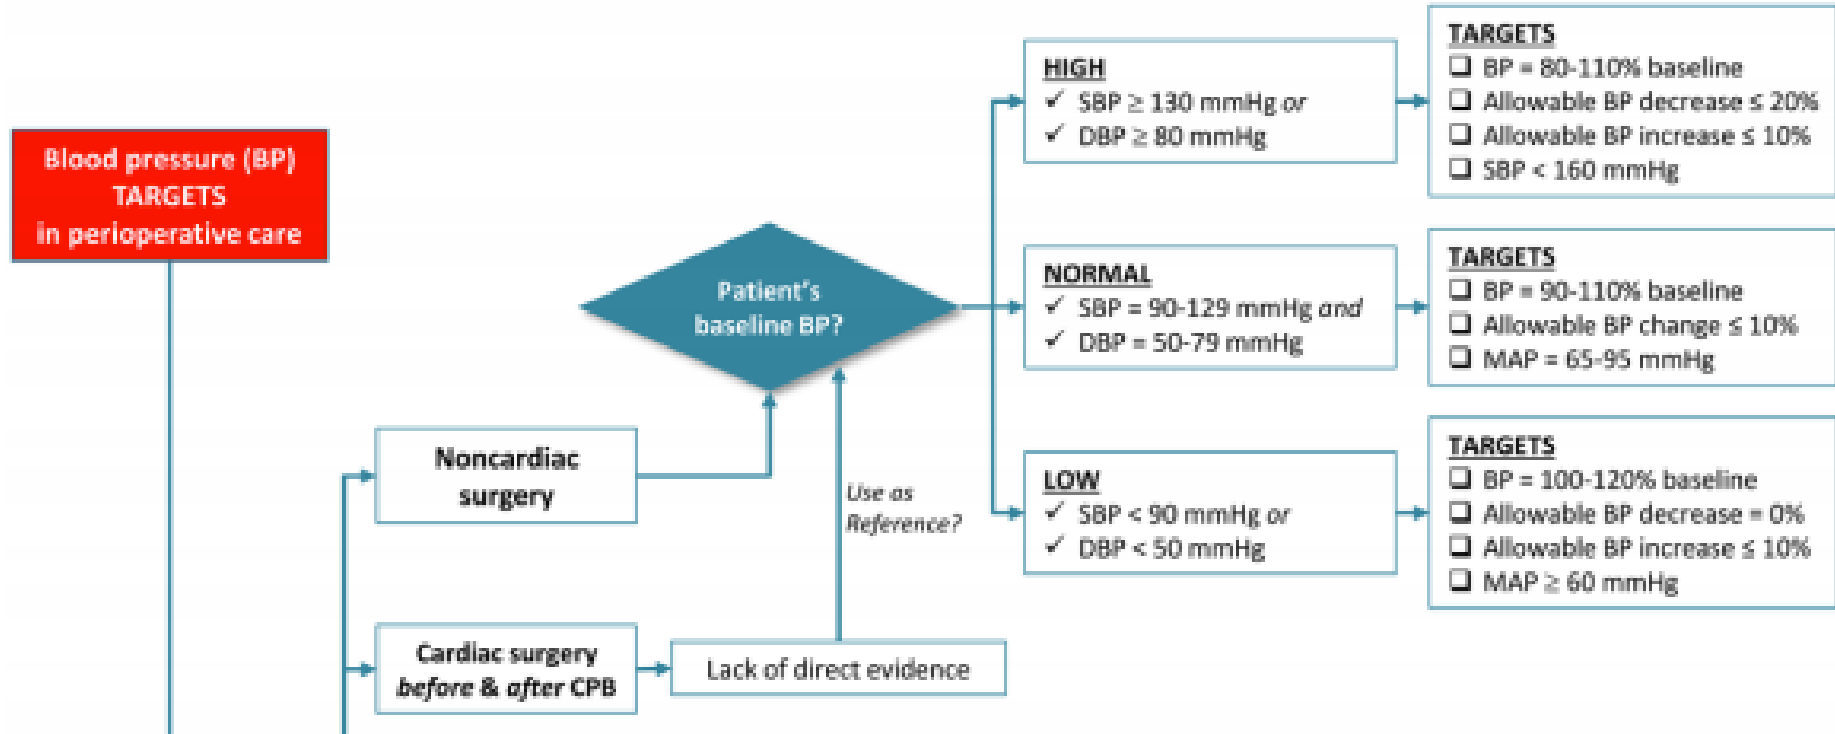 Blood pressure (BP)
TARGETS
in perioperative care
Patient's
baseline BP?
Noncardiac
surgery
Cardiac surgery
before & after CPB
Lack of direct evidence
Use as
Reference?
HIGH
✓ SBP ≥ 130 mmHg or
✓ DBP ≥ 80 mmHg
TARGETS
❑ BP = 80-110% baseline
❑ Allowable BP decrease ≤ 20%
❑ Allowable BP increase ≤ 10%
❑ SBP < 160 mmHg
NORMAL
✓ SBP = 90-129 mmHg and
✓ DBP = 50-79 mmHg
TARGETS
❑ BP = 90-110% baseline
❑ Allowable BP change ≤ 10%
❑ MAP = 65-95 mmHg
LOW
✓ SBP < 90 mmHg or
✓ DBP < 50 mmHg
TARGETS
❑ BP = 100-120% baseline
❑ Allowable BP decrease = 0%
❑ Allowable BP increase ≤ 10%
❑ MAP ≥ 60 mmHg